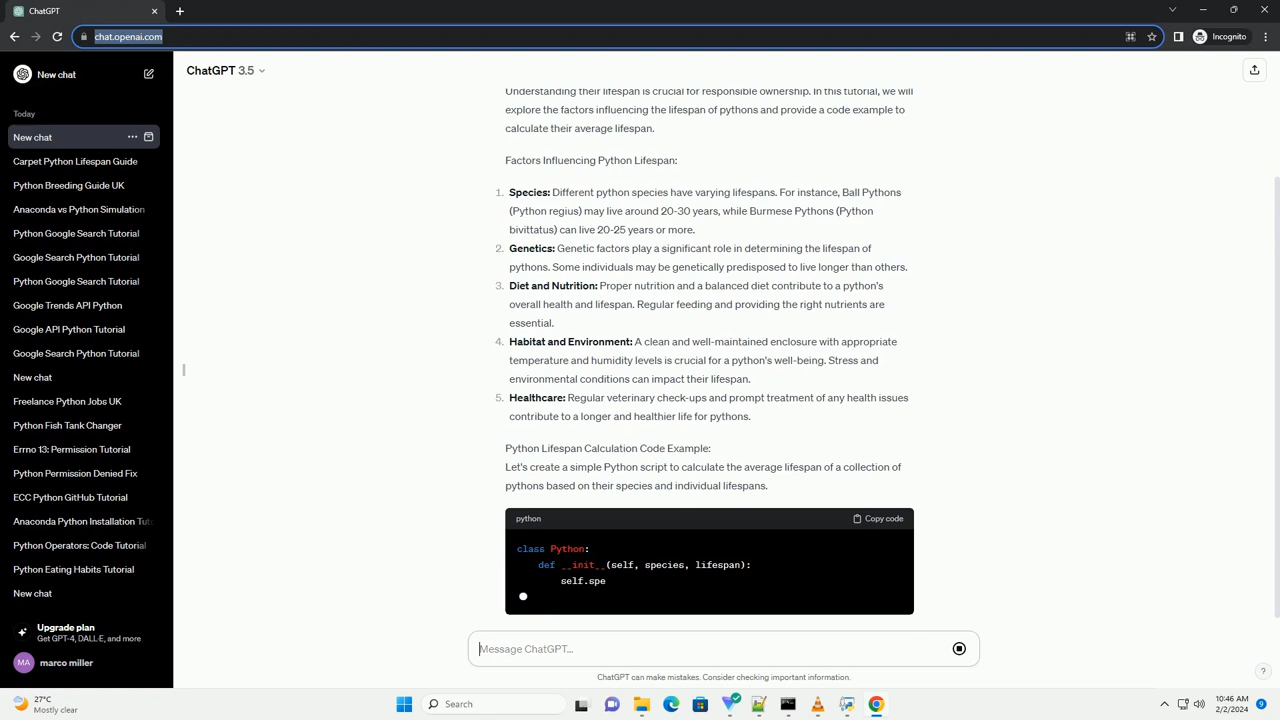 ChatGPT
chat.openai.com
Incognito
New chat
Today
New chat
Carpet Python Lifespan Guide
Python Breeding Guide UK
Anaconda vs Python Simulation
Python Google Search Tutorial
Google Search Python Tutorial
Python Google Search Tutorial
Google Trends API Python
Google API Python Tutorial
Google Search Python Tutorial
New chat
Freelance Python Jobs UK
Python Fish Tank Changer
Errno 13: Permission Tutorial
Python Permission Denied Fix
ECC Python GitHub Tutorial
Anaconda Python Installation Tuto
Python Operators: Code Tutorial
Python Eating Habits Tutorial
New chat
Upgrade plan
Get GPT-4, DALL·E, and more
MA marco miller
ChatGPT 3.5
Understanding their lifespan is crucial for responsible ownership. In this tutorial, we will
explore the factors influencing the lifespan of pythons and provide a code example to
calculate their average lifespan.
Factors Influencing Python Lifespan:
1. Species: Different python species have varying lifespans. For instance, Ball Pythons
(Python regius) may live around 20-30 years, while Burmese Pythons (Python
bivittatus) can live 20-25 years or more.
2. Genetics: Genetic factors play a significant role in determining the lifespan of
pythons. Some individuals may be genetically predisposed to live longer than others.
3. Diet and Nutrition: Proper nutrition and a balanced diet contribute to a python's
overall health and lifespan. Regular feeding and providing the right nutrients are
essential.
4. Habitat and Environment: A clean and well-maintained enclosure with appropriate
temperature and humidity levels is crucial for a python's well-being. Stress and
environmental conditions can impact their lifespan.
5. Healthcare: Regular veterinary check-ups and prompt treatment of any health issues
contribute to a longer and healthier life for pythons.
Python Lifespan Calculation Code Example:
Let's create a simple Python script to calculate the average lifespan of a collection of
pythons based on their species and individual lifespans.
python Copy code
class Python:
def __init__(self, species, lifespan):
self.spe
Message ChatGPT...
ChatGPT can make mistakes. Consider checking important information.
?
27°C
Mostly clear
Search
10:46 AM
2/2/2024
9